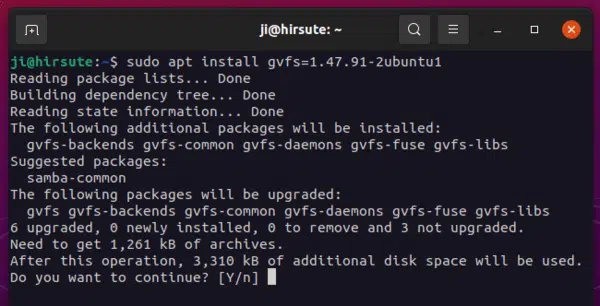 ji@hirsute: ~
ji@hirsute:~$ sudo apt install gvfs=1.47.91-2ubuntu1
Reading package lists... Done
Building dependency tree... Done
Reading state information... Done
The following additional packages will be installed:
  gvfs-backends gvfs-common gvfs-daemons gvfs-fuse gvfs-libs
Suggested packages:
  samba-common
The following packages will be upgraded:
  gvfs gvfs-backends gvfs-common gvfs-daemons gvfs-fuse gvfs-libs
6 upgraded, 0 newly installed, 0 to remove and 3 not upgraded.
Need to get 1,261 kB of archives.
After this operation, 3,310 kB of additional disk space will be used.
Do you want to continue? [Y/n]